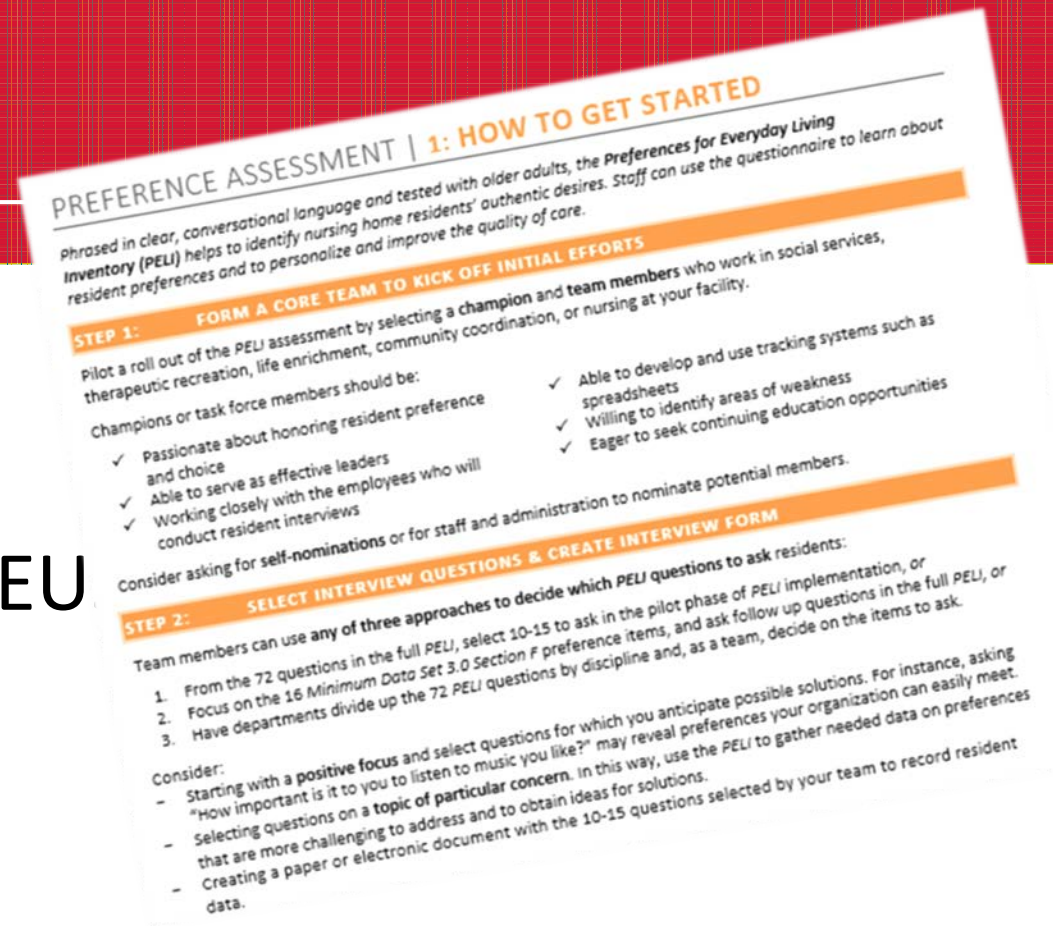 PREFERENCE ASSESSMENT | 1: HOW TO GET STARTED
Phrased in clear, conversational language and tested with older adults, the Preferences for Everyday Living
Inventory (PELI) helps to identify nursing home residents' authentic desires. Staff can use the questionnaire to learn about
resident preferences and to personalize and improve the quality of care.
STEP 1: FORM A CORE TEAM TO KICK OFF INITIAL EFFORTS
Pilot a roll out of the PELI assessment by selecting a champion and team members who work in social services,
therapeutic recreation, life enrichment, community coordination, or nursing at your facility.
Champions or task force members should be:
✓ Passionate about honoring resident preference
and choice
✓ Able to serve as effective leaders
✓ Working closely with the employees who will
conduct resident interviews
✓ Able to develop and use tracking systems such as
spreadsheets
✓ Willing to identify areas of weakness
✓ Eager to seek continuing education opportunities
Consider asking for self-nominations or for staff and administration to nominate potential members.
EU
STEP 2: SELECT INTERVIEW QUESTIONS & CREATE INTERVIEW FORM
Team members can use any of three approaches to decide which PELI questions to ask residents:
1. From the 72 questions in the full PELI, select 10-15 to ask in the pilot phase of PELI implementation, or
2. Focus on the 16 Minimum Data Set 3.0 Section F preference items, and ask follow up questions in the full PELI, or
3. Have departments divide up the 72 PELI questions by discipline and, as a team, decide on the items to ask.
Consider:
– Starting with a positive focus and select questions for which you anticipate possible solutions. For instance, asking
"How important is it to you to listen to music you like?" may reveal preferences your organization can easily meet.
– Selecting questions on a topic of particular concern. In this way, use the PELI to gather needed data on preferences
that are more challenging to address and to obtain ideas for solutions.
– Creating a paper or electronic document with the 10-15 questions selected by your team to record resident
data.